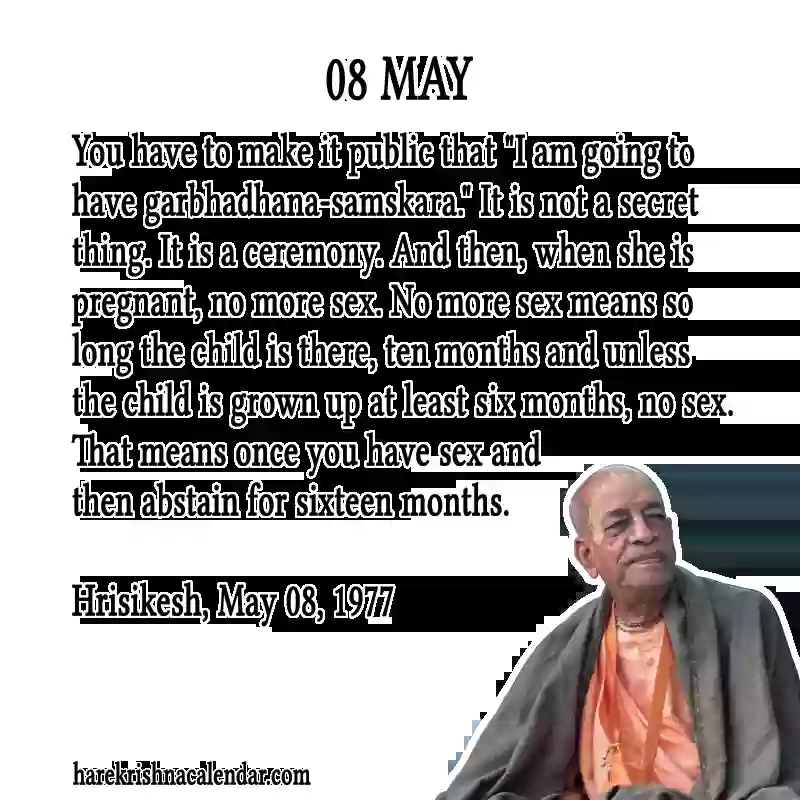 08 MAY
You have to make it public that "I am going to
have garbhadhana-samskara." It is not a secret
thing. It is a ceremony. And then, when she is
pregnant, no more sex. No more sex means so
long the child is there, ten months and unless
the child is grown up at least six months, no sex.
That means once you have sex and
then abstain for sixteen months.
Hrisikesh, May 08, 1977
harekrishnacalendar.com